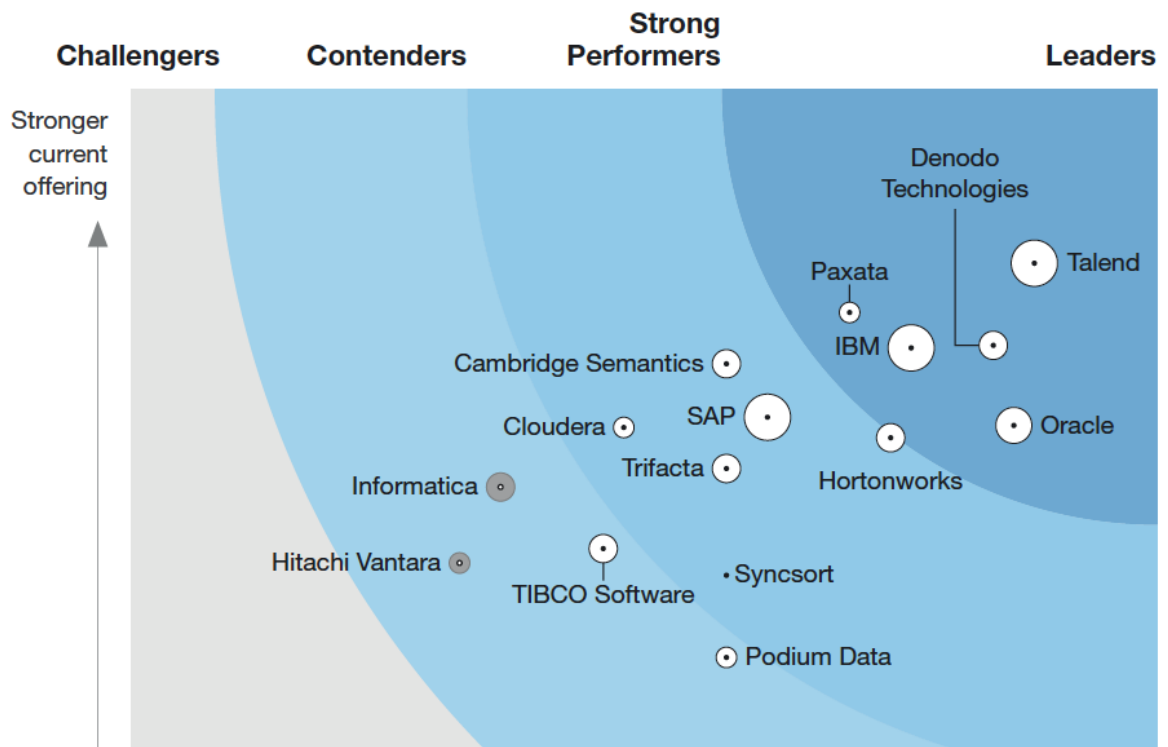 Challengers
Contenders
Strong
Performers
Leaders
Stronger
current
offering
Denodo
Technologies
Talend
Paxata
IBM
Cambridge Semantics
SAP
Cloudera
Oracle
Trifacta
Hortonworks
Informatica
Hitachi Vantara
TIBCO Software
Syncsort
Podium Data